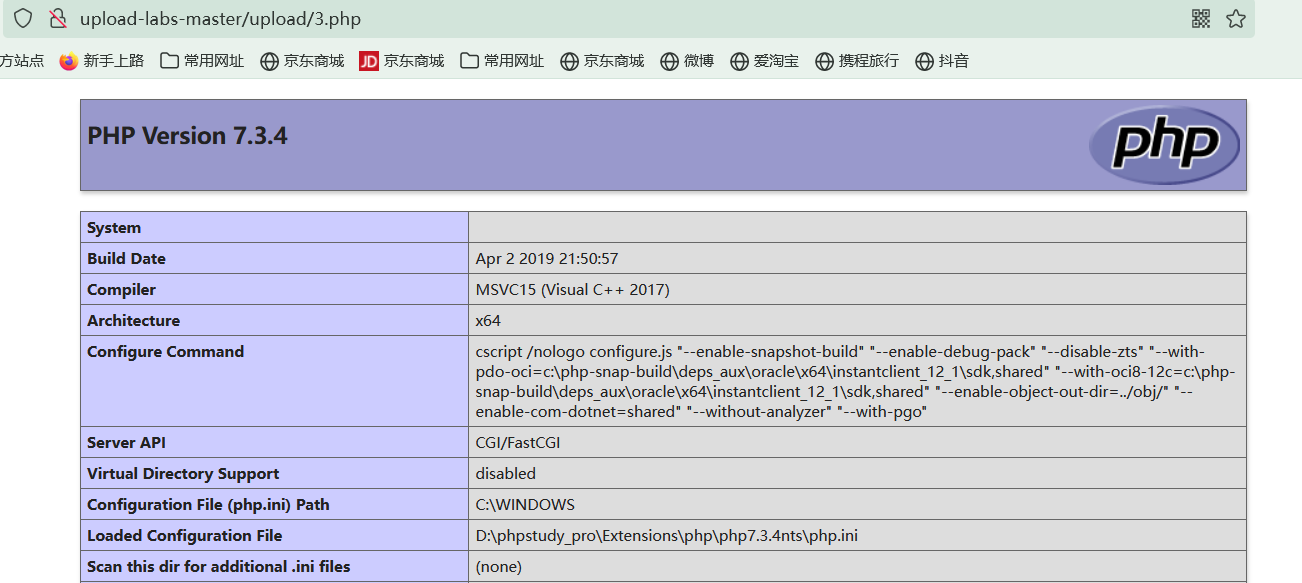 upload-labs-master/upload/3.php
方站点 新手上路 常用网址 京东商城 JD 京东商城 常用网址 京东商城 微博 爱淘宝 携程旅行 抖音
PHP Version 7.3.4
php
System
Build Date Apr 2 2019 21:50:57
Compiler MSVC15 (Visual C++ 2017)
Architecture x64
Configure Command cscript /nologo configure.js "--enable-snapshot-build" "--enable-debug-pack" "--disable-zts" "--with-
pdo-oci=c:\php-snap-build\deps_aux\oracle\x64\instantclient_12_1\sdk,shared" "--with-oci8-12c=c:\php-
snap-build\deps_aux\oracle\x64\instantclient_12_1\sdk,shared" "--enable-object-out-dir=../obj/" "--
enable-com-dotnet=shared" "--without-analyzer" "--with-pgo"
Server API CGI/FastCGI
Virtual Directory Support disabled
Configuration File (php.ini) Path C:\WINDOWS
Loaded Configuration File D:\phpstudy_pro\Extensions\php\php7.3.4nts\php.ini
Scan this dir for additional .ini files (none)